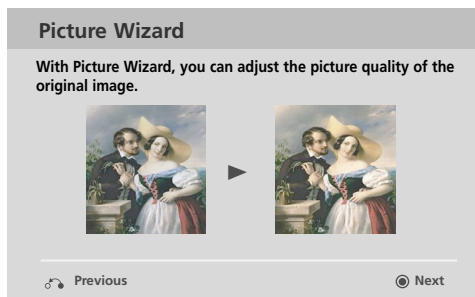 Picture Wizard
With Picture Wizard, you can adjust the picture quality of the
original image.
Previous
Next